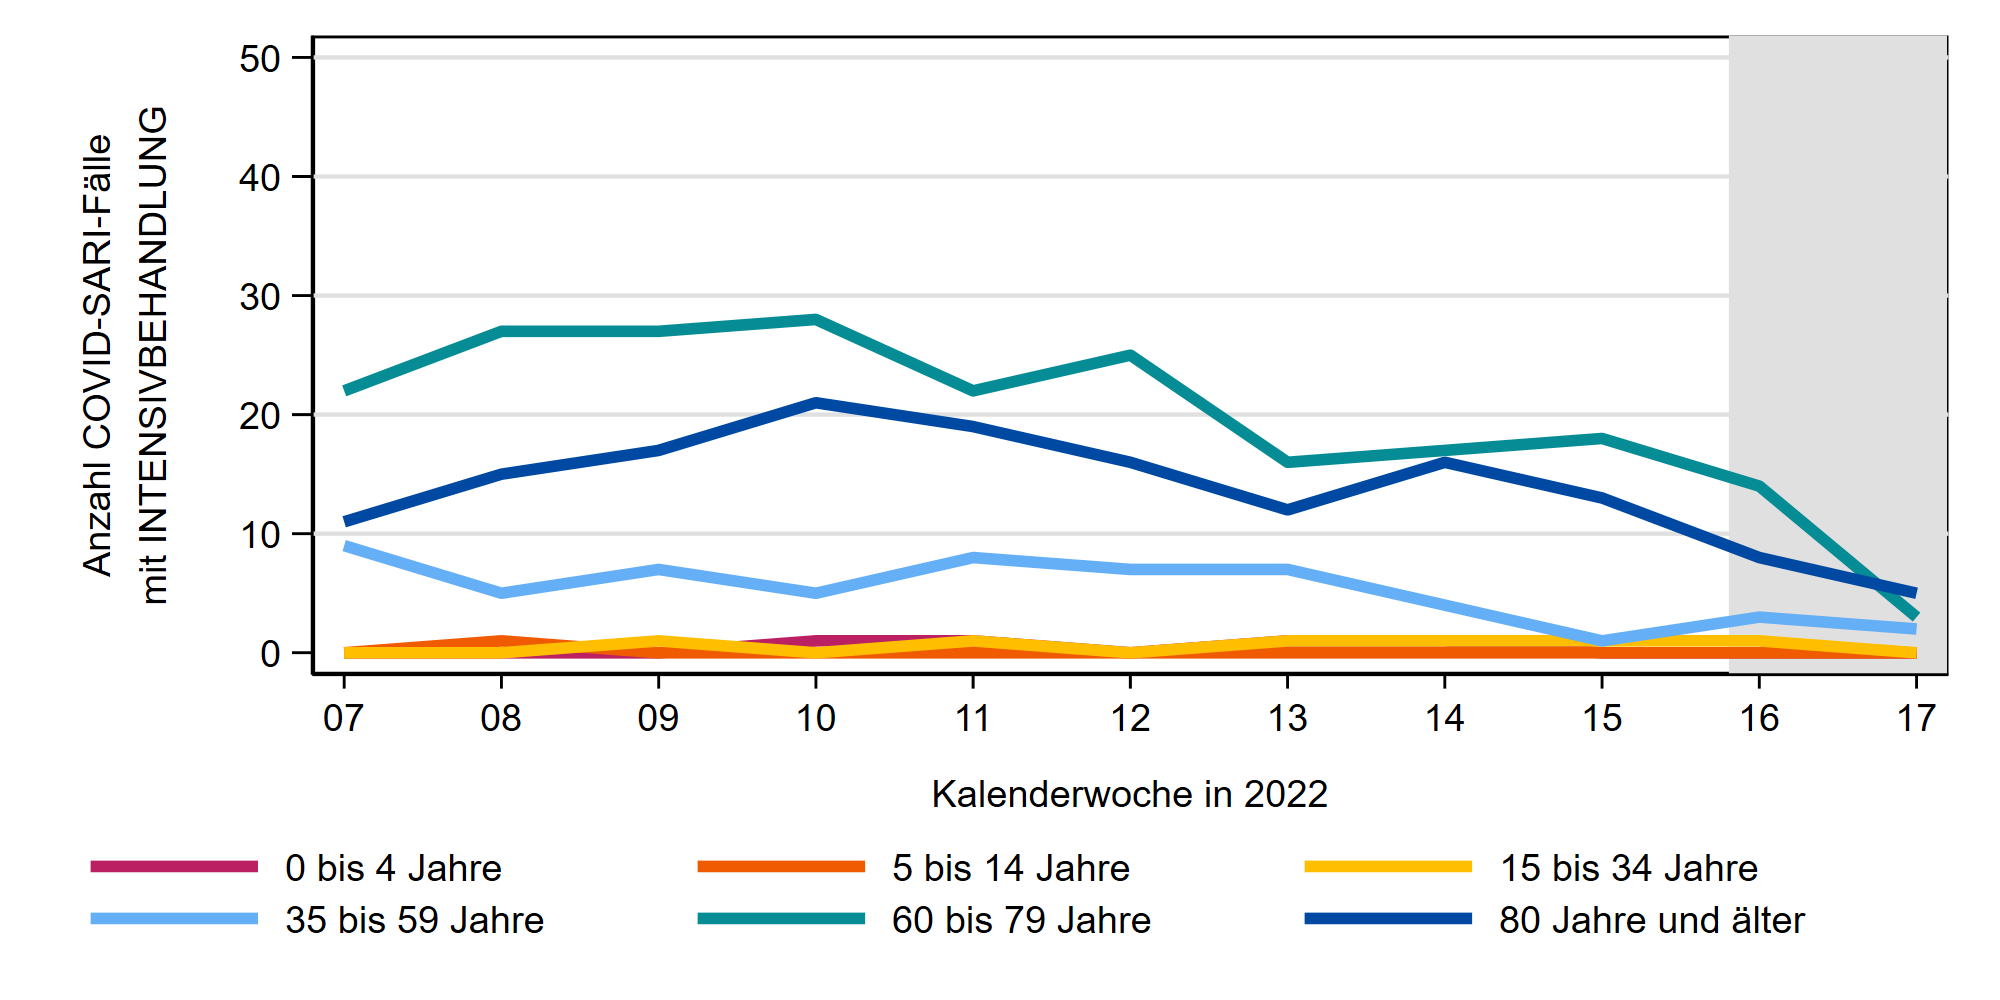 Anzahl COVID-SARI-Fälle
mit INTENSIVBEHANDLUNG
50
40
30
20
10
0
07 08 09 10 11 12 13 14 15 16 17
Kalenderwoche in 2022
0 bis 4 Jahre 5 bis 14 Jahre 15 bis 34 Jahre
35 bis 59 Jahre 60 bis 79 Jahre 80 Jahre und älter